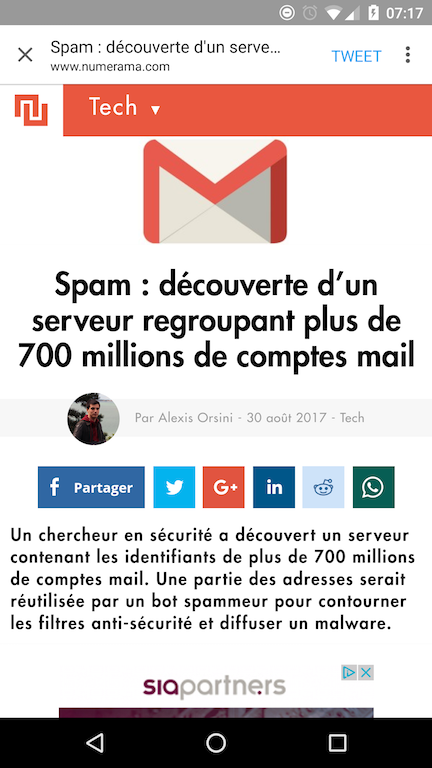 07:17
Spam : découverte d'un serve...
www.numerama.com
TWEET
Tech ▼
Spam : découverte d'un
serveur regroupant plus de
700 millions de comptes mail
Par Alexis Orsini - 30 août 2017 - Tech
f Partager
G+
in
Un chercheur en sécurité a découvert un serveur
contenant les identifiants de plus de 700 millions
de comptes mail. Une partie des adresses serait
réutilisée par un bot spammeur pour contourner
les filtres anti-sécurité et diffuser un malware.
siapartners